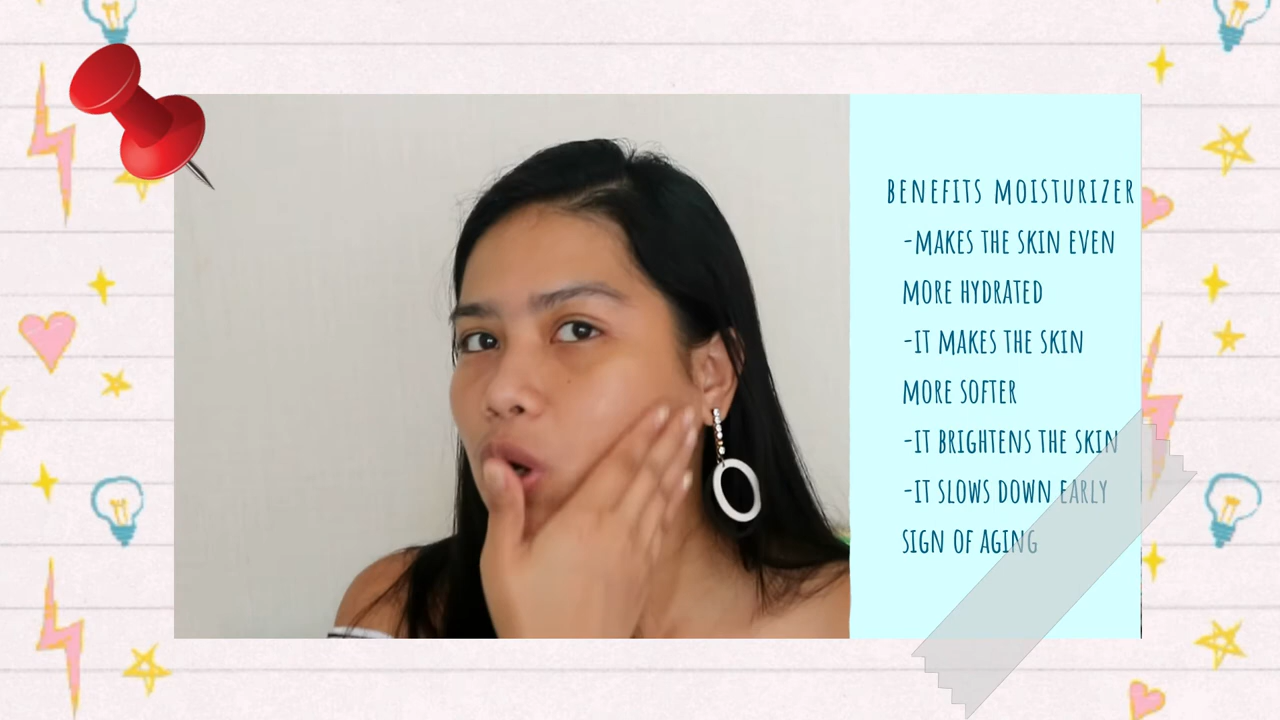 BENEFITS MOISTURIZER
-MAKES THE SKIN EVEN
MORE HYDRATED
-IT MAKES THE SKIN
MORE SOFTER
-IT BRIGHTENS THE SKIN
-IT SLOWS DOWN EARLY
SIGN OF AGING